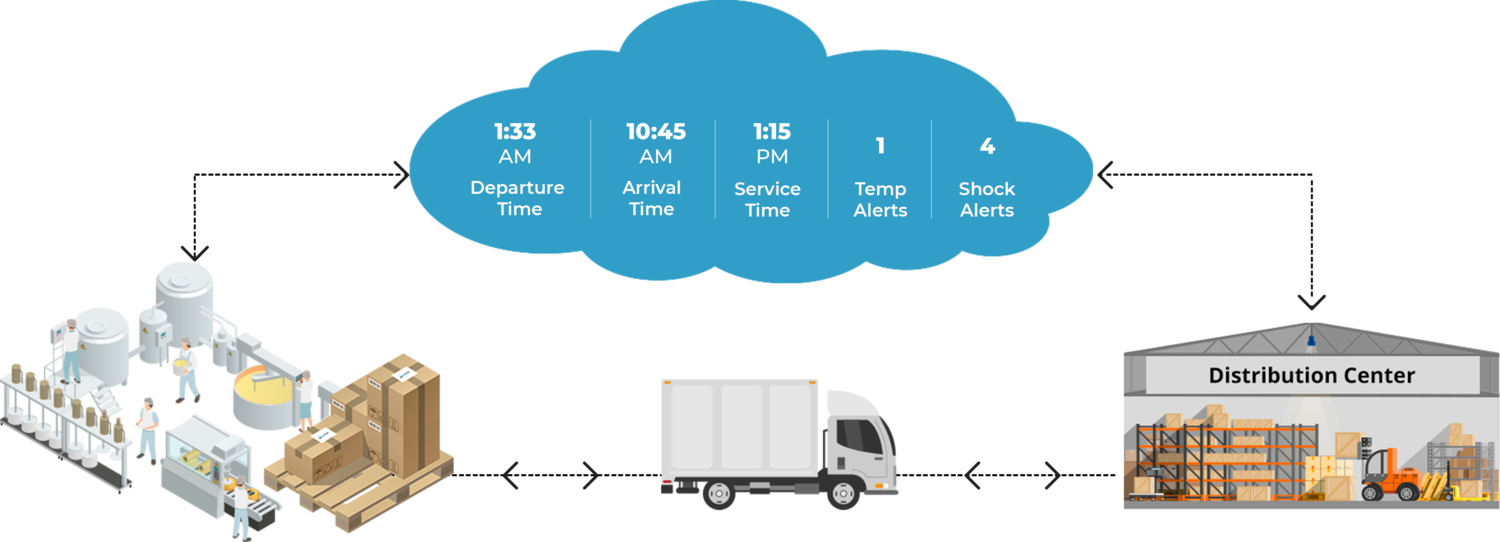 1:33
AM
Departure
Time
10:45
AM
Arrival
Time
1:15
PM
Service
Time
1
Temp
Alerts
4
Shock
Alerts
Distribution Center